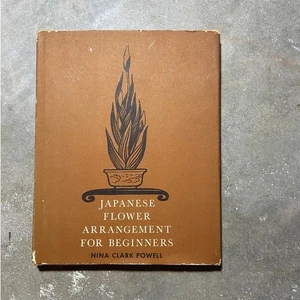 JAPANESE
FLOWER
ARRANGEMENT
FOR BEGINNERS
NINA CLARK POWELL